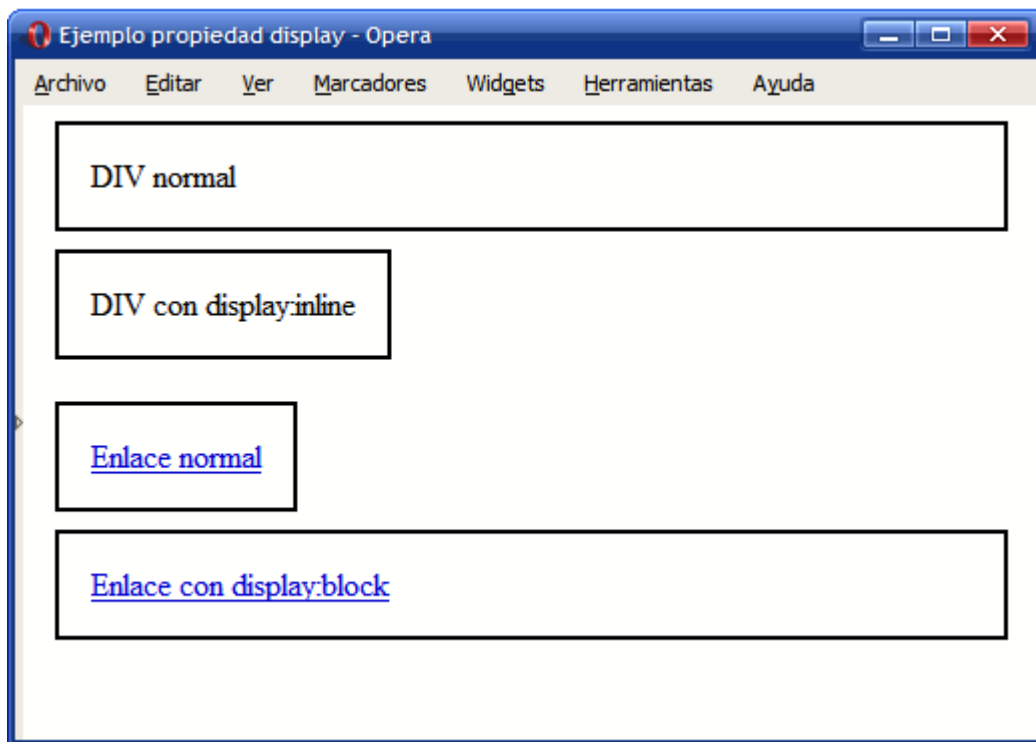 Ejemplo propiedad display - Opera
Archivo Editar Ver Marcadores Widgets Herramientas Ayuda
DIV normal
DIV con display:inline
Enlace normal
Enlace con display:block